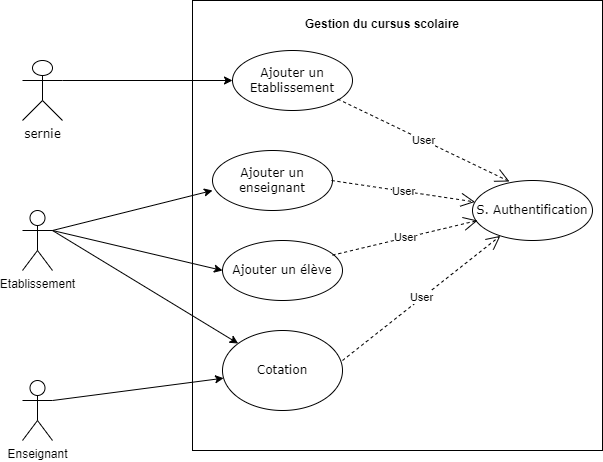 Gestion du cursus scolaire
Ajouter un
Etablissement
sernie
User
Ajouter un
enseignant
User
S. Authentification
User
Ajouter un élève
Etablissement
User
Cotation
Enseignant